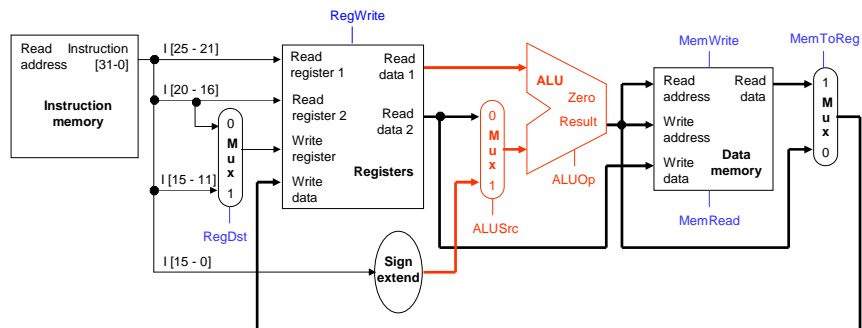 RegWrite
Read Instruction
address [31-0]
Instruction
memory
I [25 - 21]
I [20 - 16]
I [15 - 11]
I [15 - 0]
0
M
u
x
1
RegDst
Read
register 1
Read
register 2
Write
register
Write
data
Read
data 1
Read
data 2
Registers
Sign
extend
0
M
u
x
1
ALUSrc
ALU
Zero
Result
ALUOp
MemWrite
Read
address
Write
address
Write
data
Read
data
Data
memory
MemRead
MemToReg
1
M
u
x
0